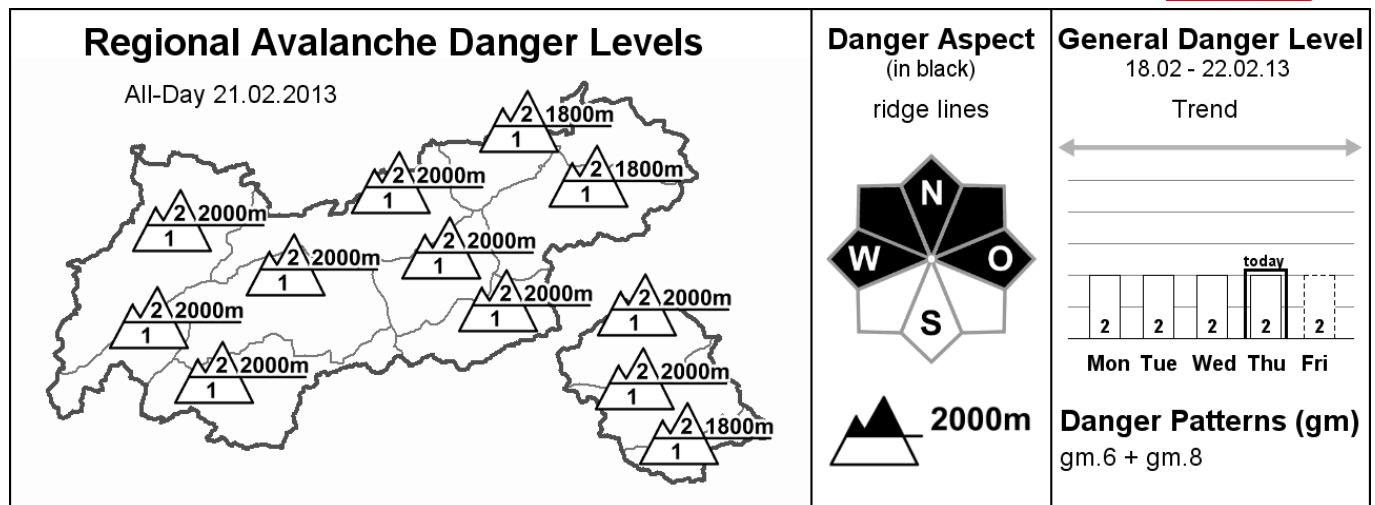 Regional Avalanche Danger Levels
All-Day 21.02.2013
2 1800m
1
2 1800m
1
2 2000m
1
2 2000m
1
2 2000m
1
2 2000m
1
2 2000m
1
2 2000m
1
2 2000m
1
2 2000m
1
2 2000m
1
2 1800m
1
Danger Aspect
(in black)
ridge lines
N
W
O
S
2000m
General Danger Level
18.02 - 22.02.13
Trend
today
2 2 2 2 2
Mon Tue Wed Thu Fri
Danger Patterns (gm)
gm.6 + gm.8